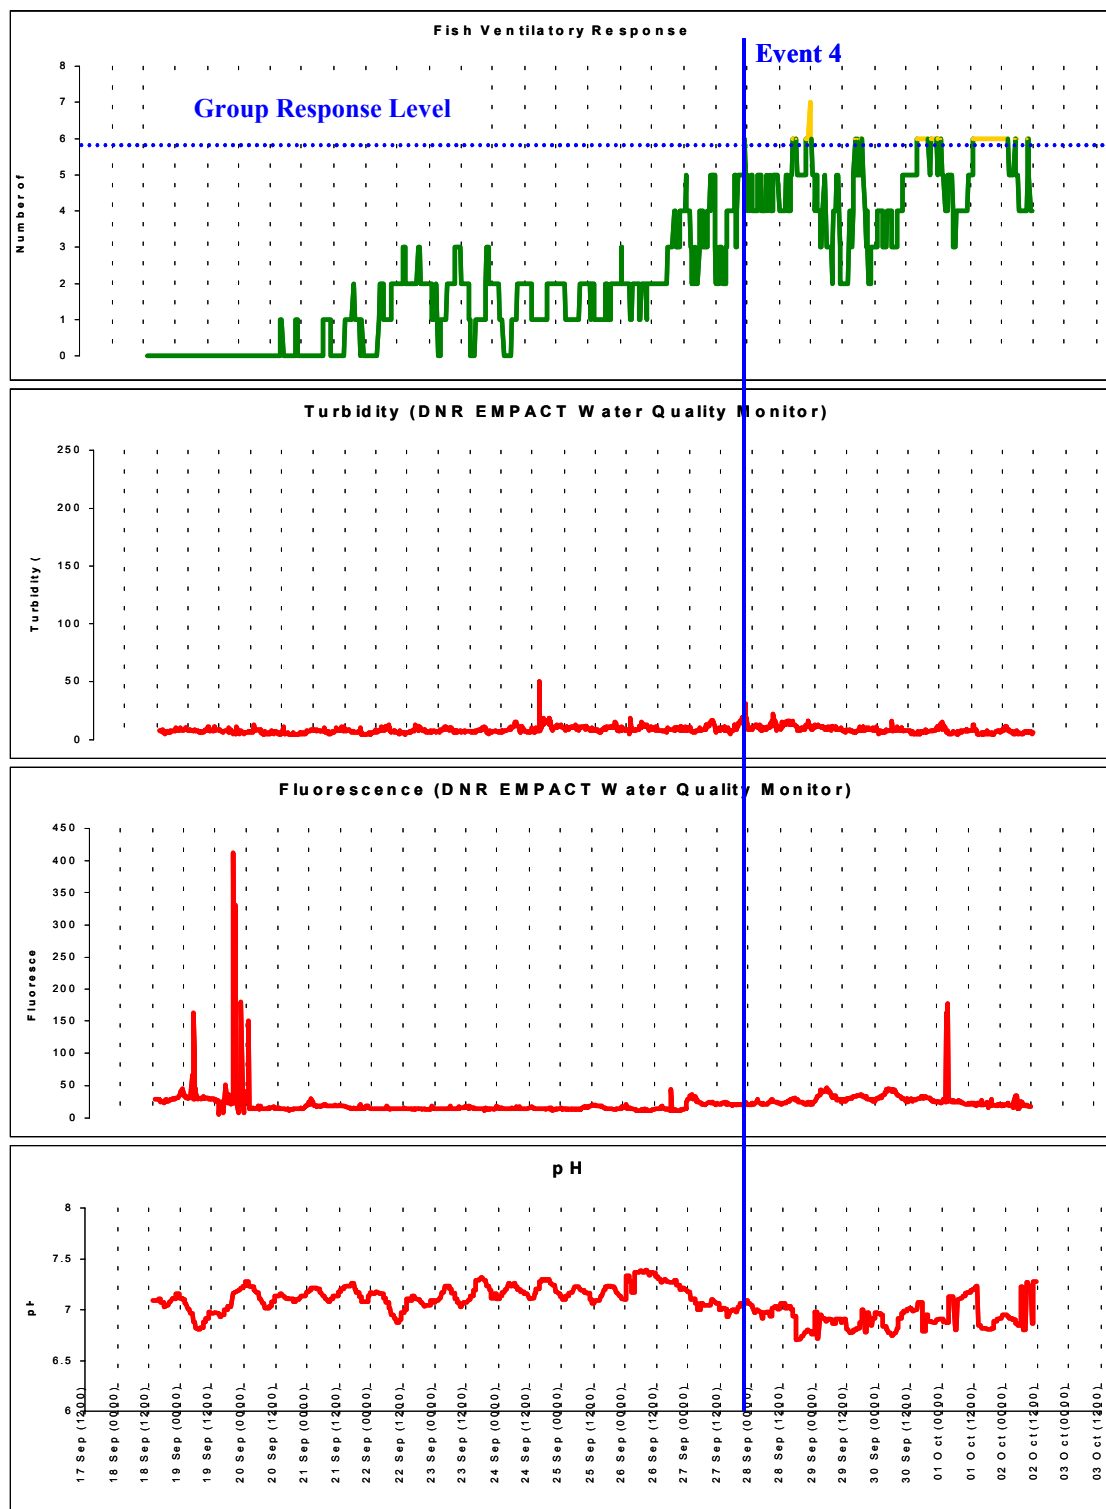 Fish Ventilatory Response
Event 4
Group Response Level
Number of
8
7
6
5
4
3
2
1
0
Turbidity (DNR EMPACT Water Quality Monitor)
Turbidity (
250
200
150
100
50
0
Fluorescence (DNR EMPACT Water Quality Monitor)
Fluoresce
450
400
350
300
250
200
150
100
50
0
pH
pH
8
7.5
7
6.5
6
17 Sep (1200)
18 Sep (0000)
18 Sep (1200)
19 Sep (0000)
19 Sep (1200)
20 Sep (0000)
20 Sep (1200)
21 Sep (0000)
21 Sep (1200)
22 Sep (0000)
22 Sep (1200)
23 Sep (0000)
23 Sep (1200)
24 Sep (0000)
24 Sep (1200)
25 Sep (0000)
25 Sep (1200)
26 Sep (0000)
26 Sep (1200)
27 Sep (0000)
27 Sep (1200)
28 Sep (0000)
28 Sep (1200)
29 Sep (0000)
29 Sep (1200)
30 Sep (0000)
30 Sep (1200)
01 Oct (0000)
01 Oct (1200)
02 Oct (0000)
02 Oct (1200)
03 Oct (0000)
03 Oct (1200)